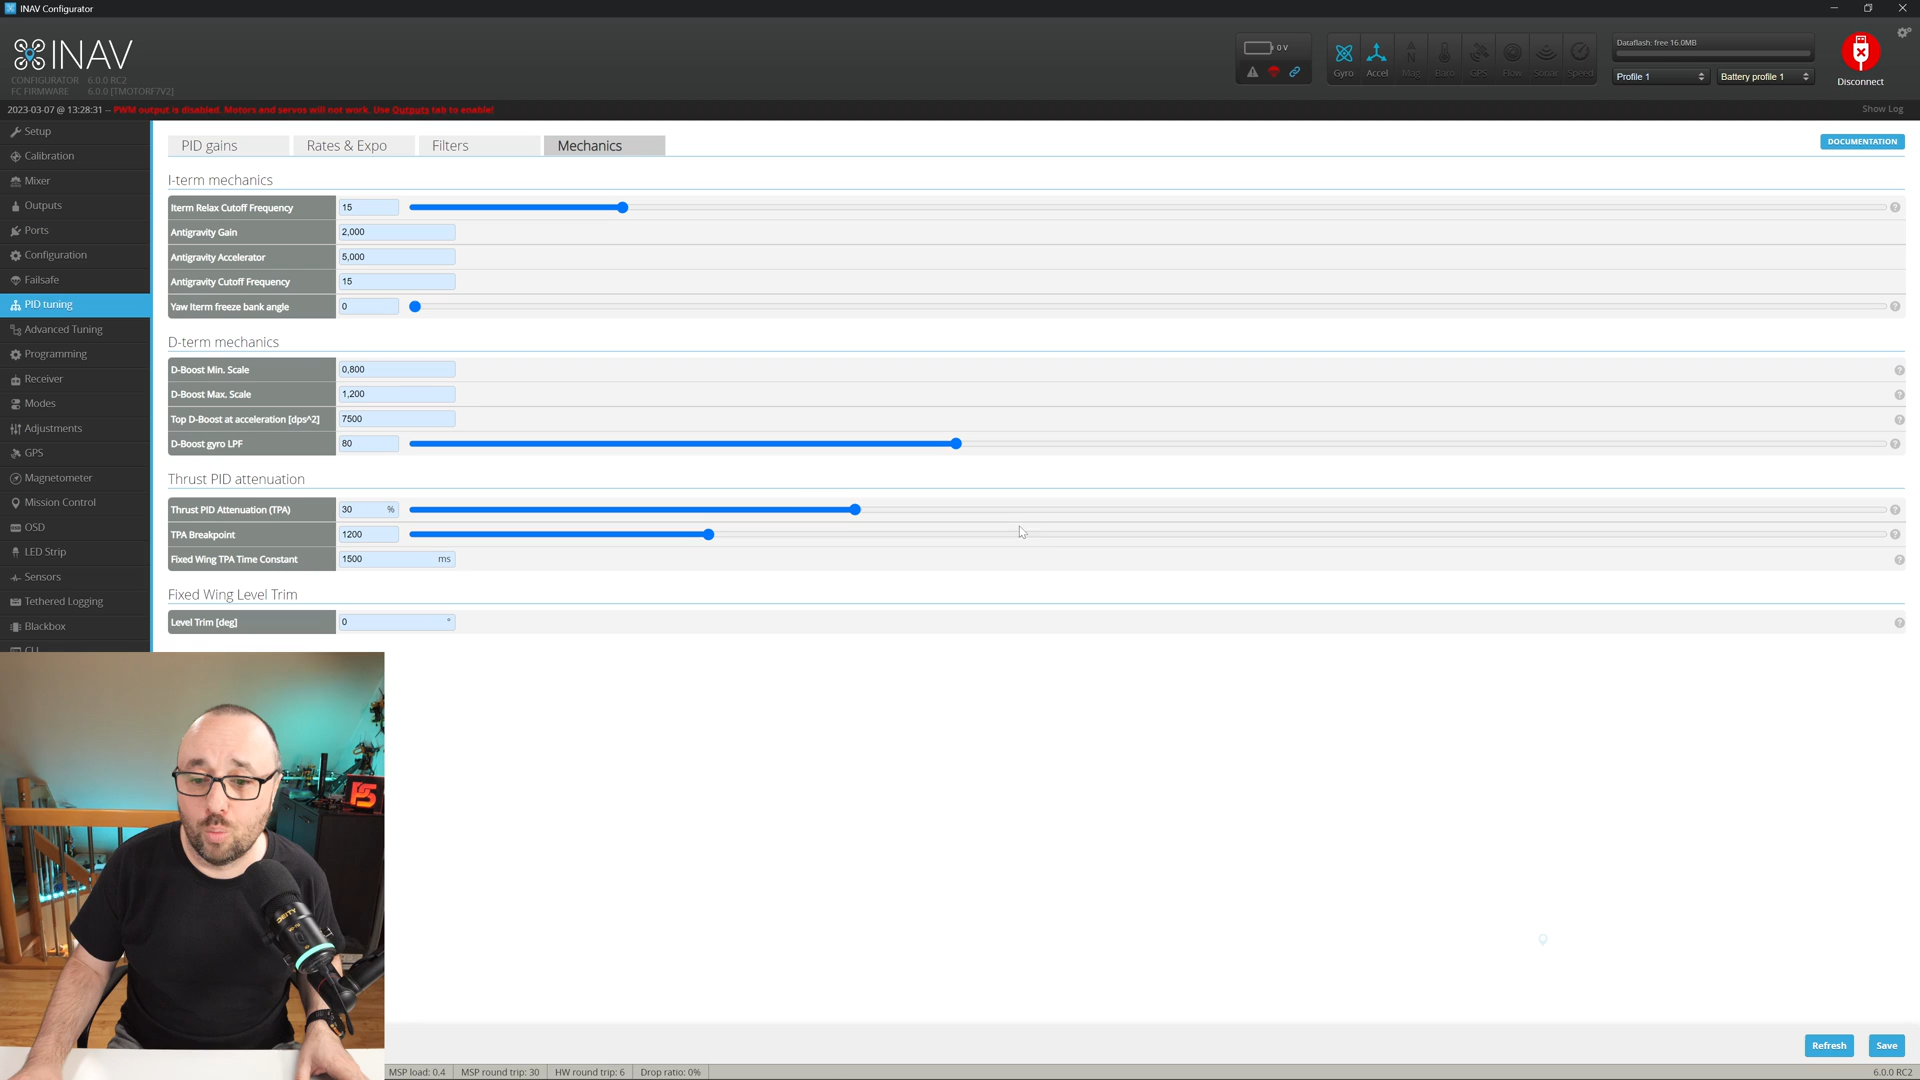 INAV Configurator
INAV
CONFIGURATOR 6.0.0 RC2
FC FIRMWARE 6.0.0 [TMOTORF7V2]
0 V
Gyro
Accel
Mag
Baro
GPS
Flow
Sonar
Speed
Dataflash: free 16.0MB
Profile 1
Battery profile 1
Disconnect
2023-03-07 @ 13:28:31 -- PWM output is disabled. Motors and servos will not work. Use Outputs tab to enable!
Show Log
Setup
Calibration
Mixer
Outputs
Ports
Configuration
Failsafe
PID tuning
Advanced Tuning
Programming
Receiver
Modes
Adjustments
GPS
Magnetometer
Mission Control
OSD
LED Strip
Sensors
Tethered Logging
Blackbox
CLI
PID gains
Rates & Expo
Filters
Mechanics
DOCUMENTATION
I-term mechanics
Iterm Relax Cutoff Frequency 15
Antigravity Gain 2,000
Antigravity Accelerator 5,000
Antigravity Cutoff Frequency 15
Yaw Iterm freeze bank angle 0
D-term mechanics
D-Boost Min. Scale 0,800
D-Boost Max. Scale 1,200
Top D-Boost at acceleration [dps^2] 7500
D-Boost gyro LPF 80
Thrust PID attenuation
Thrust PID Attenuation (TPA) 30 %
TPA Breakpoint 1200
Fixed Wing TPA Time Constant 1500 ms
Fixed Wing Level Trim
Level Trim [deg] 0 °
DEITY
Refresh
Save
MSP load: 0.4
MSP round trip: 30
HW round trip: 6
Drop ratio: 0%
6.0.0 RC2